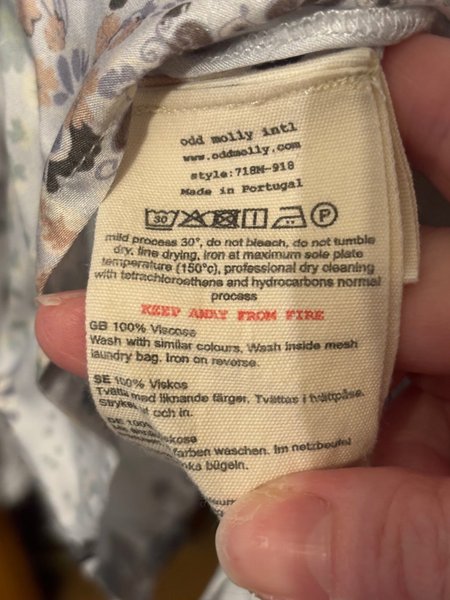 odd molly intl
www.oddmolly.com
style:718M-918
Made in Portugal
30 P
mild process 30°, do not bleach, do not tumble
dry, line drying, iron at maximum sole plate
temperature (150°c), professional dry cleaning
with tetrachloroethene and hydrocarbons normal
process
KEEP AWAY FROM FIRE
GB 100% Viscose
Wash with similar colours. Wash inside mesh
laundry bag. Iron on reverse.
SE 100% Viskos
Tvättas med liknande färger. Tvättas i tvättpåse.
Stryks ut och in.
DE 100%
farben waschen. Im netzbeutel
bügeln.